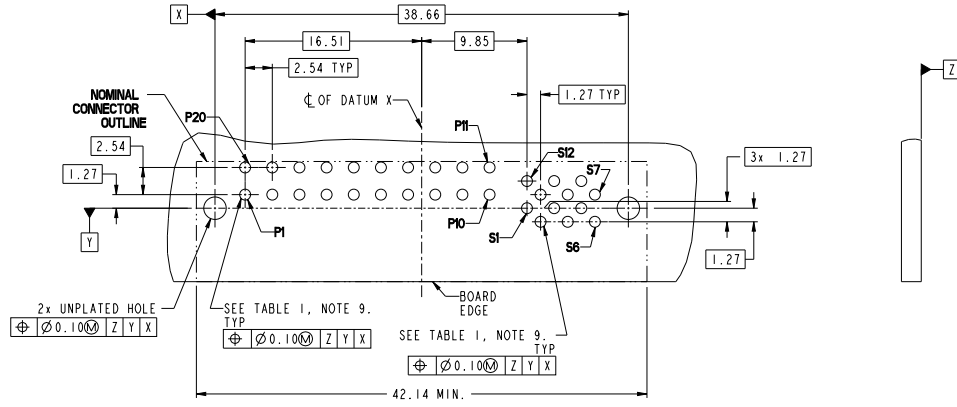 X
38.66
Z
16.51
9.85
2.54 TYP
℄ OF DATUM X
1.27 TYP
NOMINAL
CONNECTOR
OUTLINE
P20
P11
S12
S7
3x 1.27
2.54
1.27
Y
P1
P10
S1
S6
1.27
2x UNPLATED HOLE
⌖ Ø0.10Ⓜ Z Y X
SEE TABLE 1, NOTE 9.
TYP
⌖ Ø0.10Ⓜ Z Y X
BOARD
EDGE
SEE TABLE 1, NOTE 9.
TYP
⌖ Ø0.10Ⓜ Z Y X
42.14 MIN.